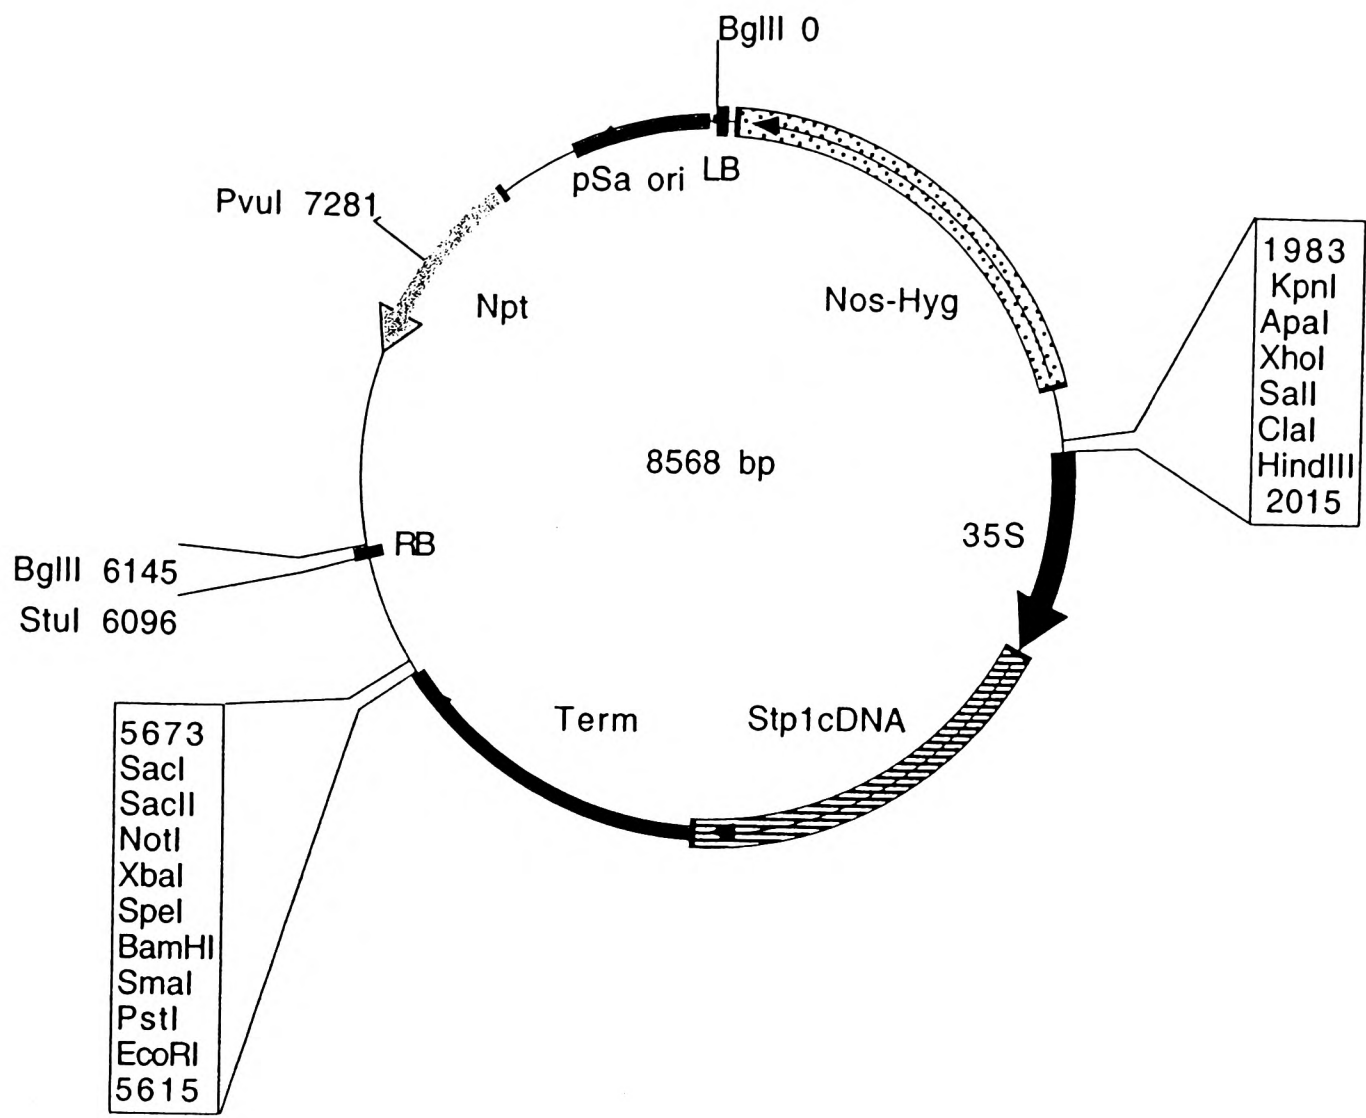 BglII 0
pSa ori
LB
PvuI 7281
Npt
Nos-Hyg
1983
KpnI
ApaI
XhoI
SalI
ClaI
HindIII
2015
8568 bp
35S
RB
BglII 6145
StuI 6096
Term
Stp1cDNA
5673
SacI
SacII
NotI
XbaI
SpeI
BamHI
SmaI
PstI
EcoRI
5615